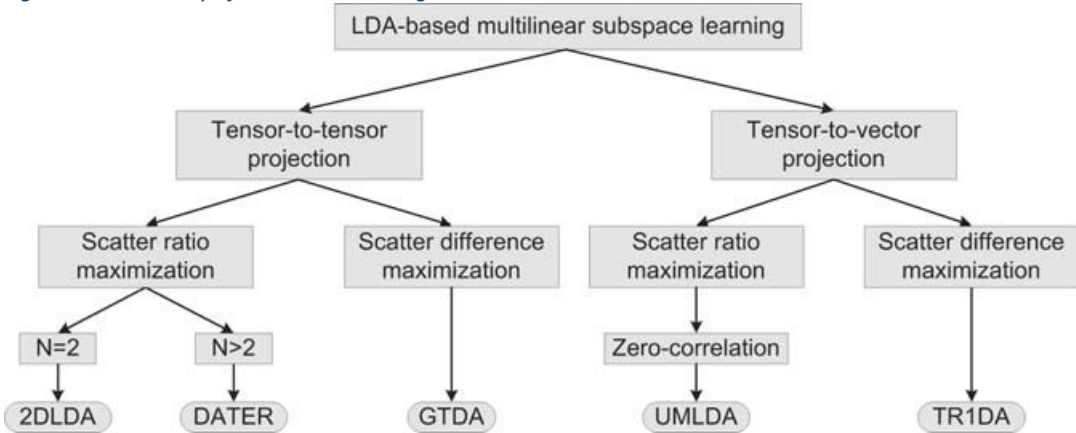 LDA-based multilinear subspace learning
Tensor-to-tensor
projection
Tensor-to-vector
projection
Scatter ratio
maximization
Scatter difference
maximization
Scatter ratio
maximization
Scatter difference
maximization
N=2
N>2
Zero-correlation
2DLDA
DATER
GTDA
UMLDA
TR1DA